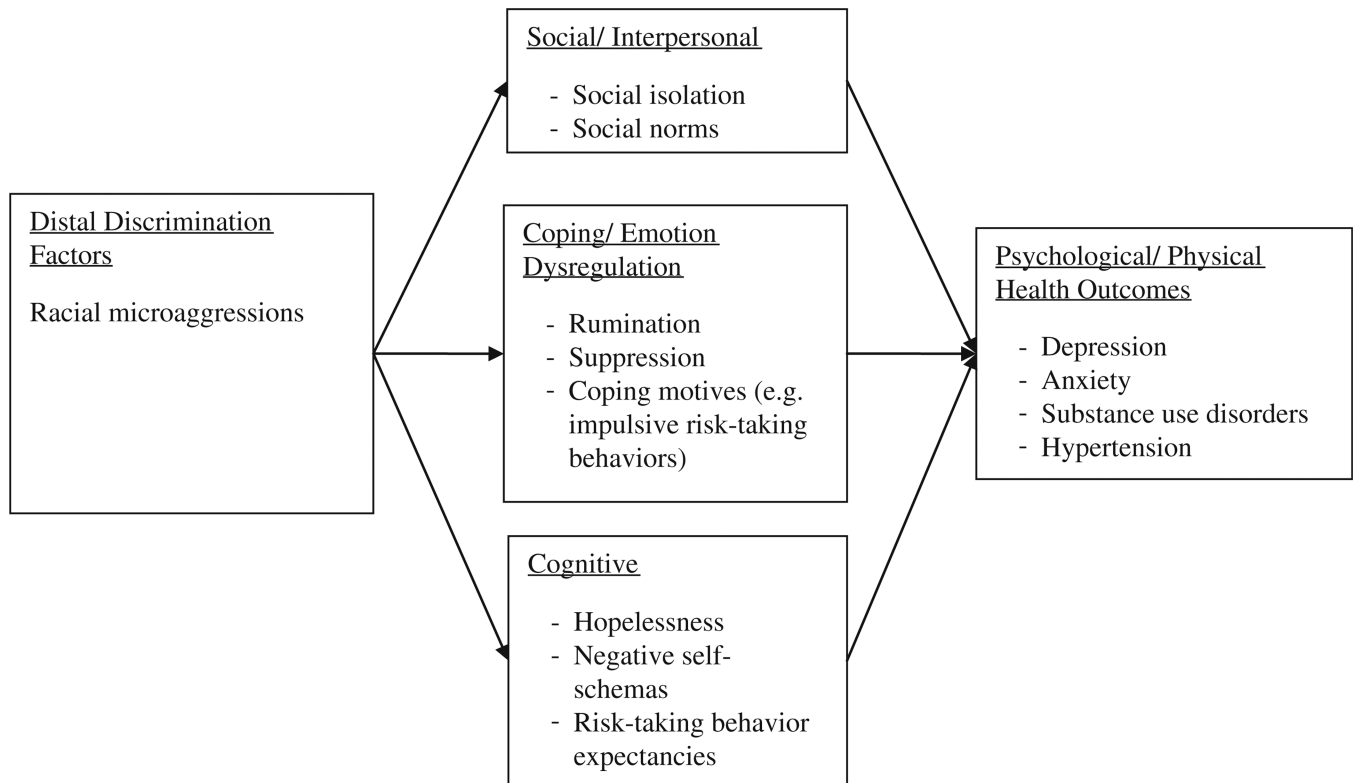 Social/ Interpersonal
- Social isolation
- Social norms
Distal Discrimination
Factors
Racial microaggressions
Coping/ Emotion
Dysregulation
- Rumination
- Suppression
- Coping motives (e.g.
impulsive risk-taking
behaviors)
Cognitive
- Hopelessness
- Negative self-
schemas
- Risk-taking behavior
expectancies
Psychological/ Physical
Health Outcomes
- Depression
- Anxiety
- Substance use disorders
- Hypertension